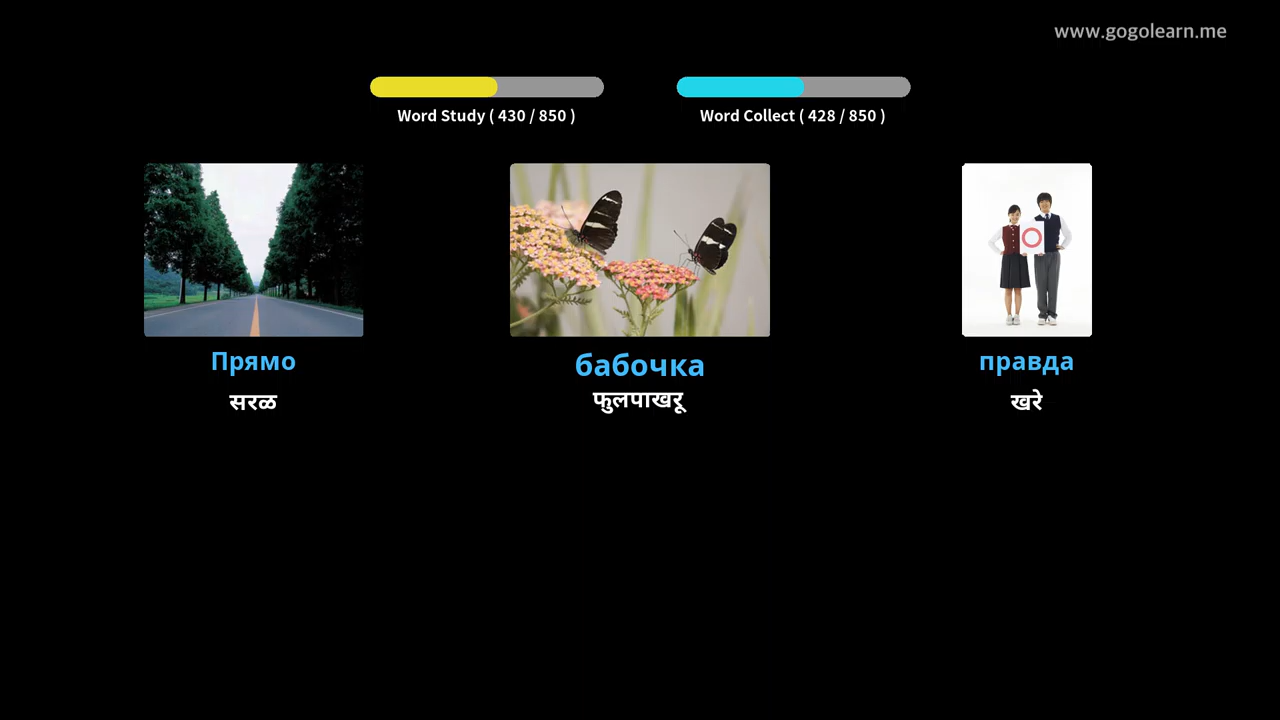 www.gogolearn.me
Word Study ( 430 / 850 )
Word Collect ( 428 / 850 )
Прямо
бабочка
правда
सरळ
फुलपाखरू
खरे